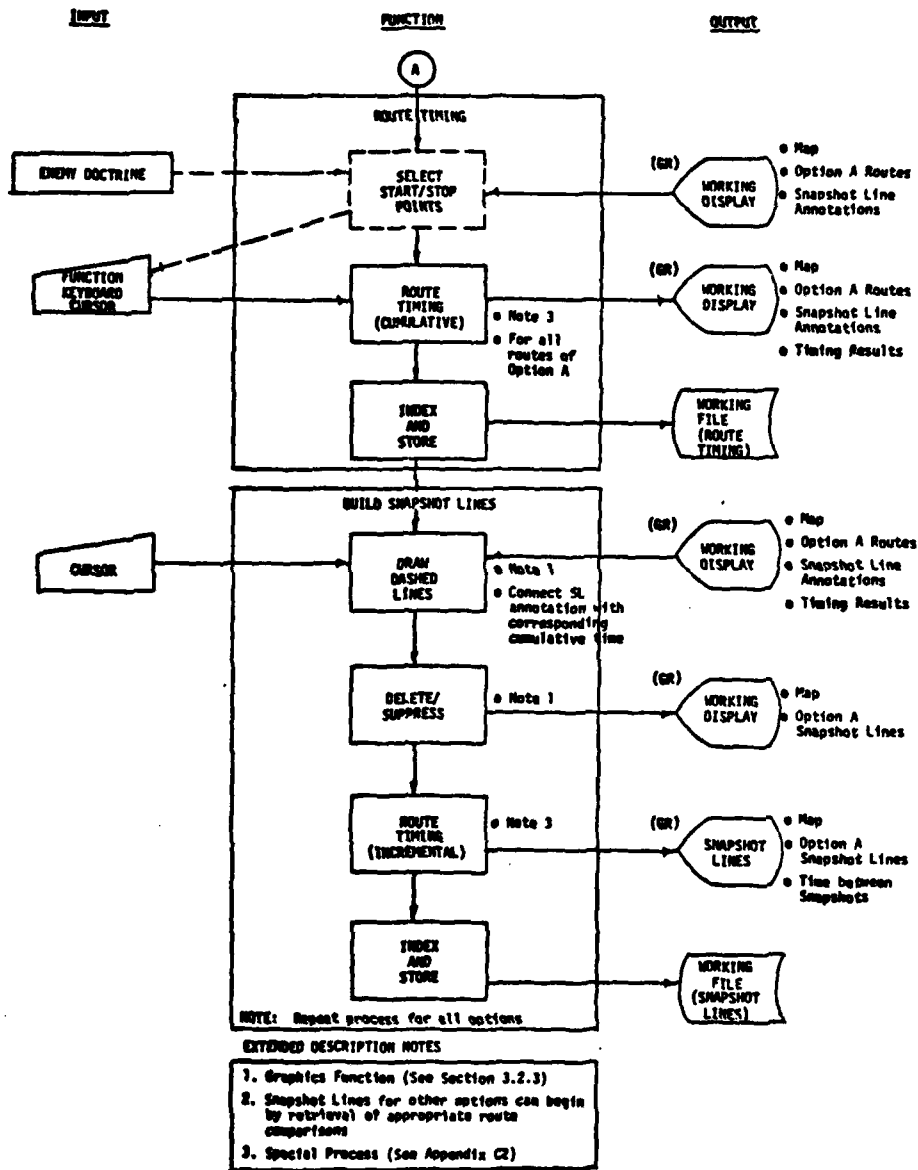 INPUT
FUNCTION
OUTPUT
A
ROUTE TIMING
ENEMY DOCTRINE
SELECT
START/STOP
POINTS
(GR)
WORKING
DISPLAY
• Map
• Option A Routes
• Snapshot Line
Annotations
FUNCTION
KEYBOARD
CURSOR
ROUTE
TIMING
(CUMULATIVE)
• Note 3
• For all
routes of
Option A
(GR)
WORKING
DISPLAY
• Map
• Option A Routes
• Snapshot Line
Annotations
• Timing Results
INDEX
AND
STORE
WORKING
FILE
(ROUTE
TIMING)
BUILD SNAPSHOT LINES
CURSOR
DRAW
DASHED
LINES
• Note 1
• Connect SL
annotation with
corresponding
cumulative time
(GR)
WORKING
DISPLAY
• Map
• Option A Routes
• Snapshot Line
Annotations
• Timing Results
DELETE/
SUPPRESS
• Note 1
(GR)
WORKING
DISPLAY
• Map
• Option A
Snapshot Lines
ROUTE
TIMING
(INCREMENTAL)
• Note 3
(GR)
SNAPSHOT
LINES
• Map
• Option A
Snapshot Lines
• Time between
Snapshots
INDEX
AND
STORE
WORKING
FILE
(SNAPSHOT
LINES)
NOTE: Repeat process for all options
EXTENDED DESCRIPTION NOTES
1. Graphics Function (See Section 3.2.3)
2. Snapshot Lines for other options can begin
by retrieval of appropriate route
comparisons
3. Special Process (See Appendix C2)